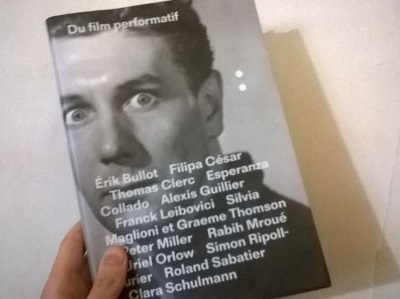 Du film performatif
Érik Bullot Filipa César
Thomas Clerc Esperanza
Collado Alexis Guillier
Franck Leibovici Silvia
Maglioni et Graeme Thomson
Peter Miller Rabih Mroué
Uriel Orlow Simon Ripoll-
Hurier Roland Sabatier
Clara Schulmann